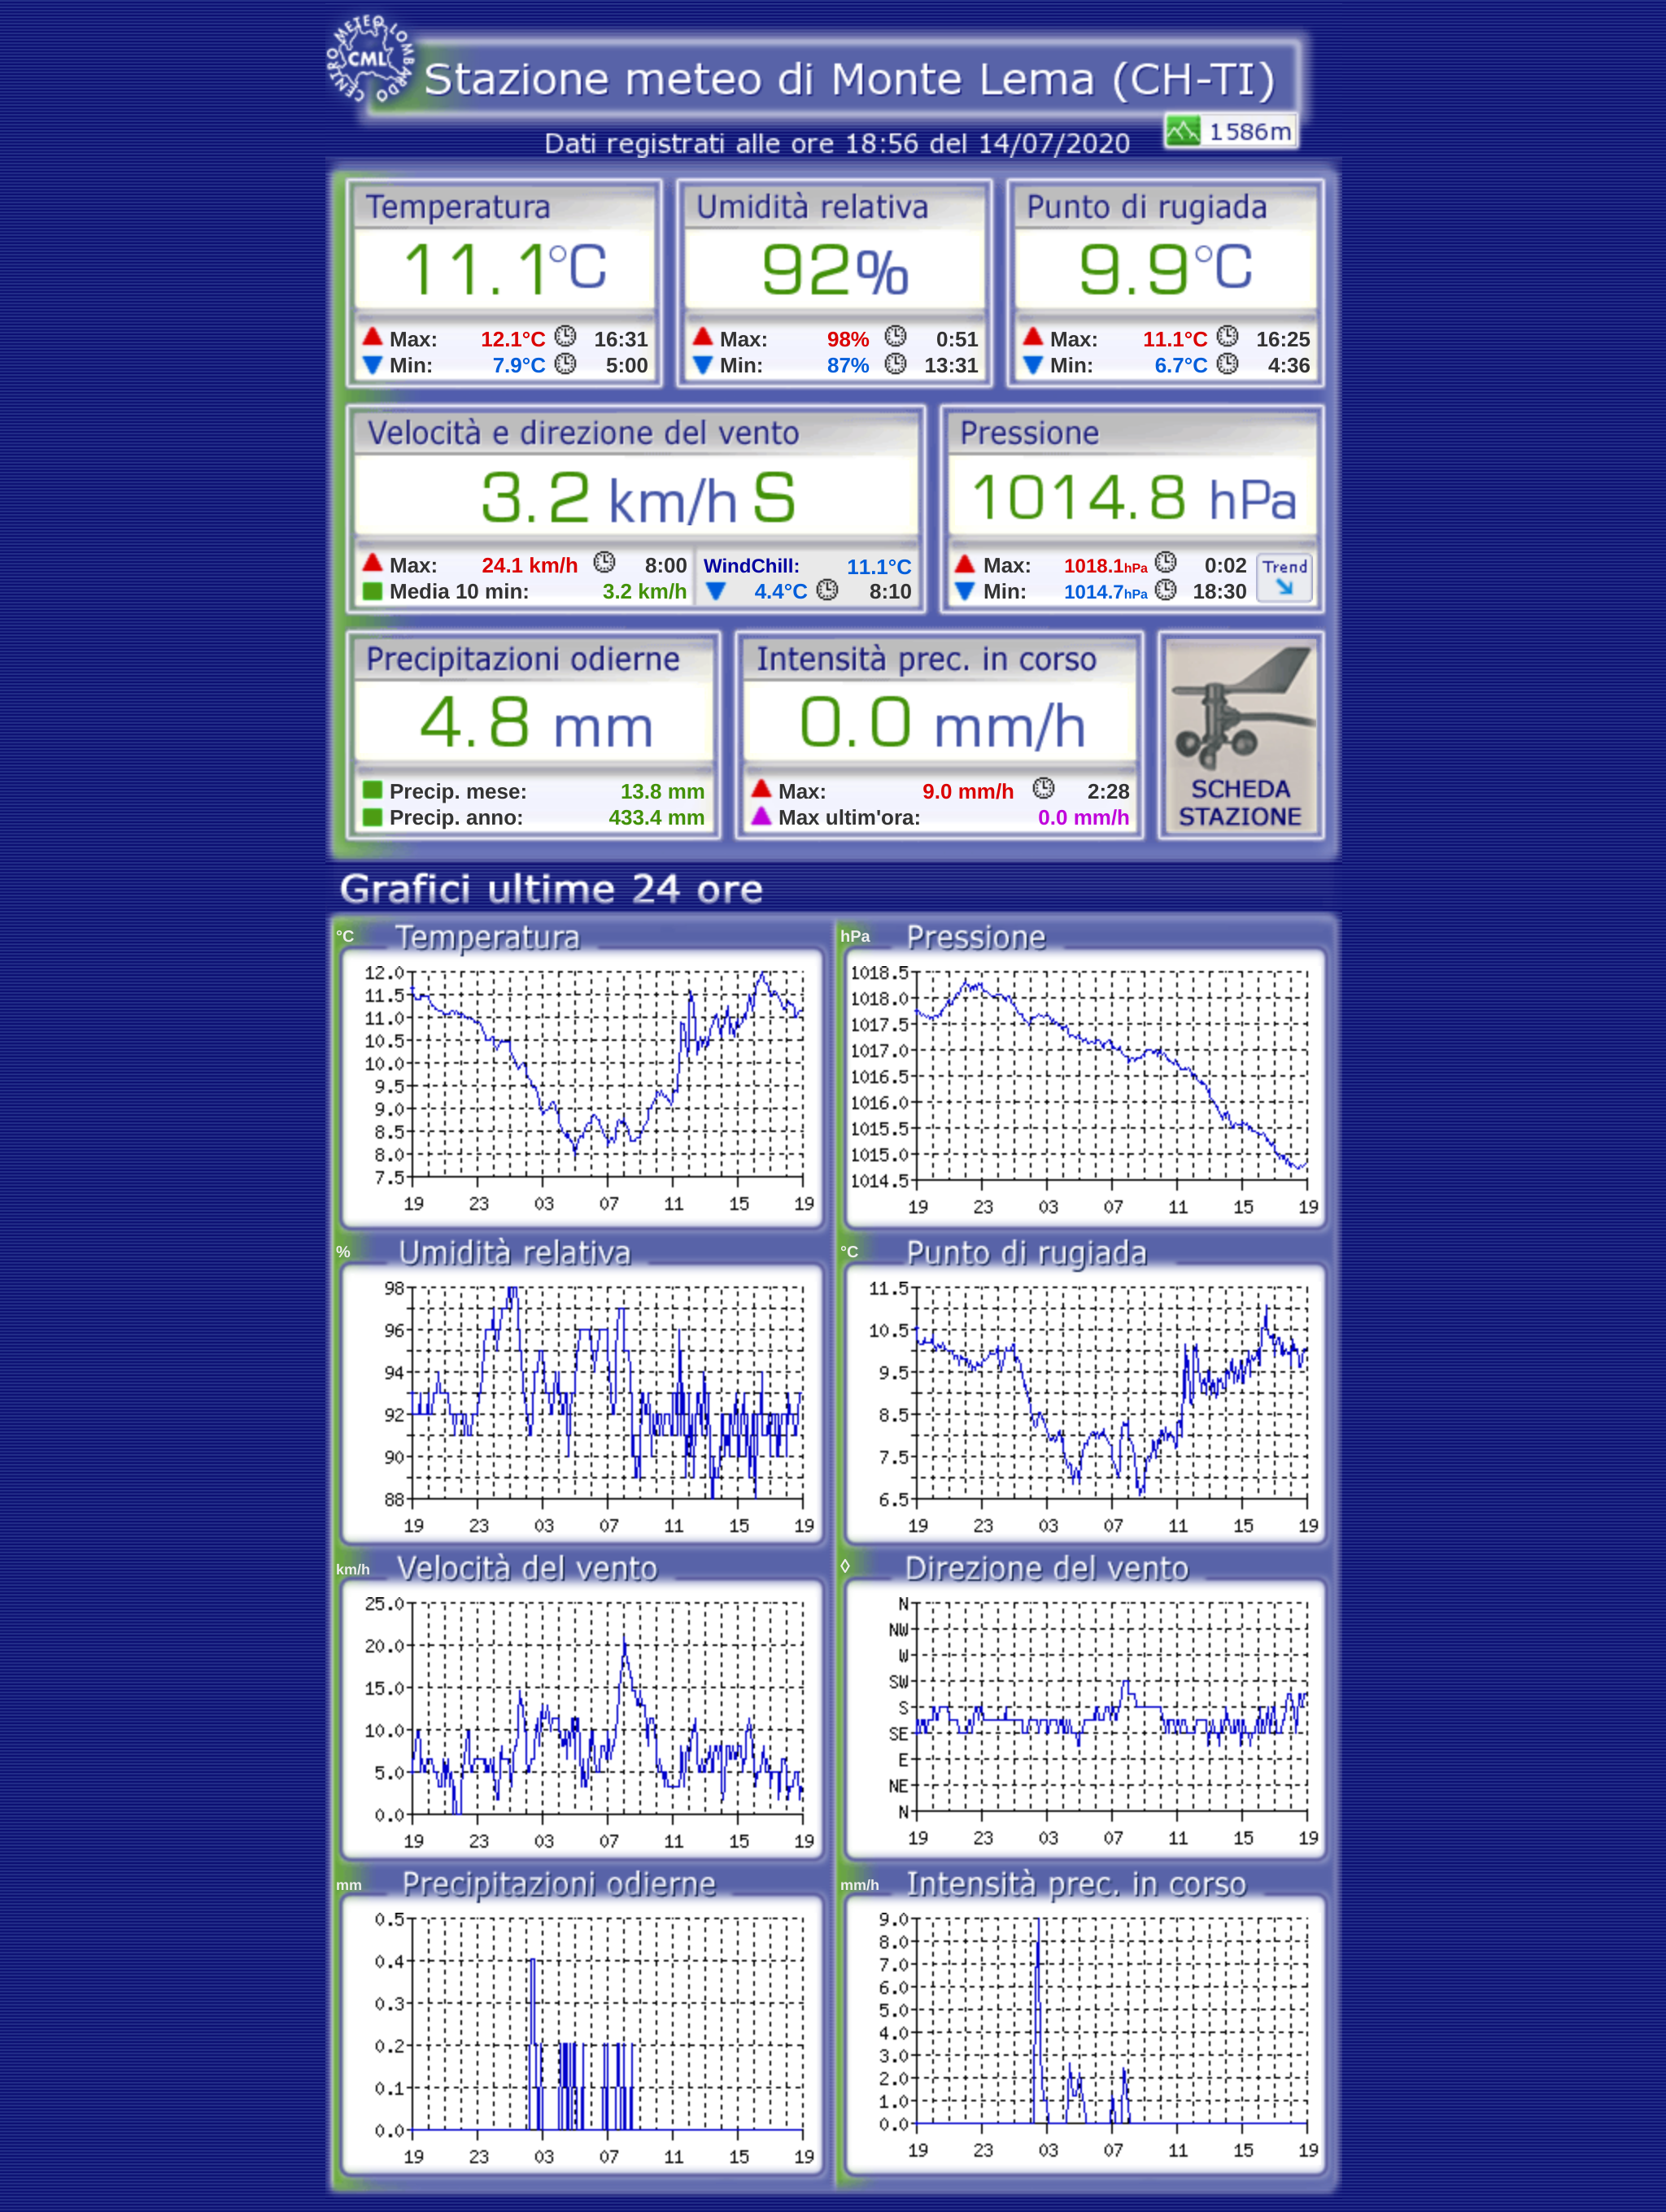 CENTRO METEO LOMBARDO
CML
Stazione meteo di Monte Lema (CH-TI)
1586m
Dati registrati alle ore 18:56 del 14/07/2020
Temperatura Umidità relativa Punto di rugiada
11.1°C 92% 9.9°C
Max: 12.1°C 16:31 Max: 98% 0:51 Max: 11.1°C 16:25
Min: 7.9°C 5:00 Min: 87% 13:31 Min: 6.7°C 4:36
Velocità e direzione del vento Pressione
3.2 km/h S 1014.8 hPa
Max: 24.1 km/h 8:00 WindChill: 11.1°C Max: 1018.1hPa 0:02 Trend
Media 10 min: 3.2 km/h 4.4°C 8:10 Min: 1014.7hPa 18:30
Precipitazioni odierne Intensità prec. in corso
4.8 mm 0.0 mm/h
Precip. mese: 13.8 mm Max: 9.0 mm/h 2:28 SCHEDA
Precip. anno: 433.4 mm Max ultim'ora: 0.0 mm/h STAZIONE
Grafici ultime 24 ore
°C Temperatura
12.0
11.5
11.0
10.5
10.0
9.5
9.0
8.5
8.0
7.5
19 23 03 07 11 15 19
hPa Pressione
1018.5
1018.0
1017.5
1017.0
1016.5
1016.0
1015.5
1015.0
1014.5
19 23 03 07 11 15 19
% Umidità relativa
98
96
94
92
90
88
19 23 03 07 11 15 19
°C Punto di rugiada
11.5
10.5
9.5
8.5
7.5
6.5
19 23 03 07 11 15 19
km/h Velocità del vento
25.0
20.0
15.0
10.0
5.0
0.0
19 23 03 07 11 15 19
◊ Direzione del vento
N
NW
W
SW
S
SE
E
NE
N
19 23 03 07 11 15 19
mm Precipitazioni odierne
0.5
0.4
0.3
0.2
0.1
0.0
19 23 03 07 11 15 19
mm/h Intensità prec. in corso
9.0
8.0
7.0
6.0
5.0
4.0
3.0
2.0
1.0
0.0
19 23 03 07 11 15 19